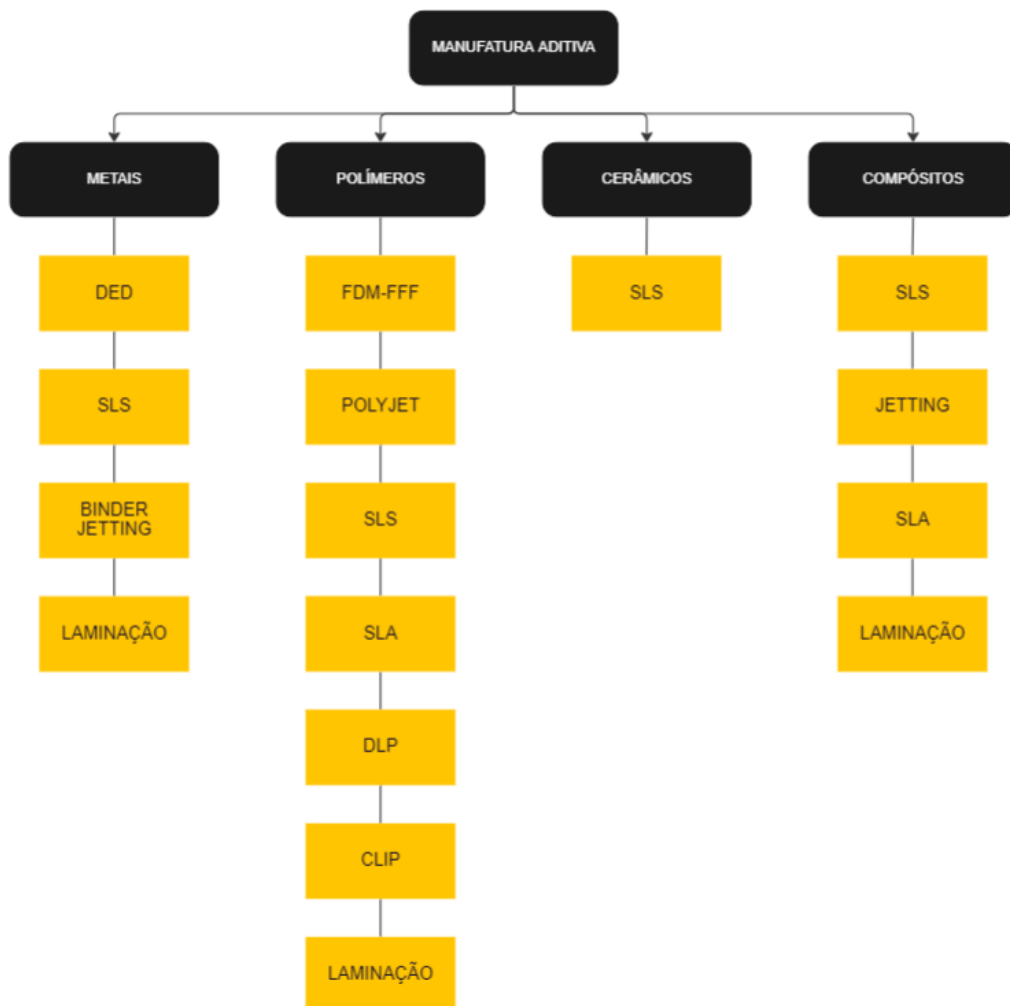 MANUFATURA ADITIVA
METAIS
POLÍMEROS
CERÂMICOS
COMPÓSITOS
DED
FDM-FFF
SLS
SLS
SLS
POLYJET
JETTING
BINDER
JETTING
SLS
SLA
LAMINAÇÃO
SLA
LAMINAÇÃO
DLP
CLIP
LAMINAÇÃO